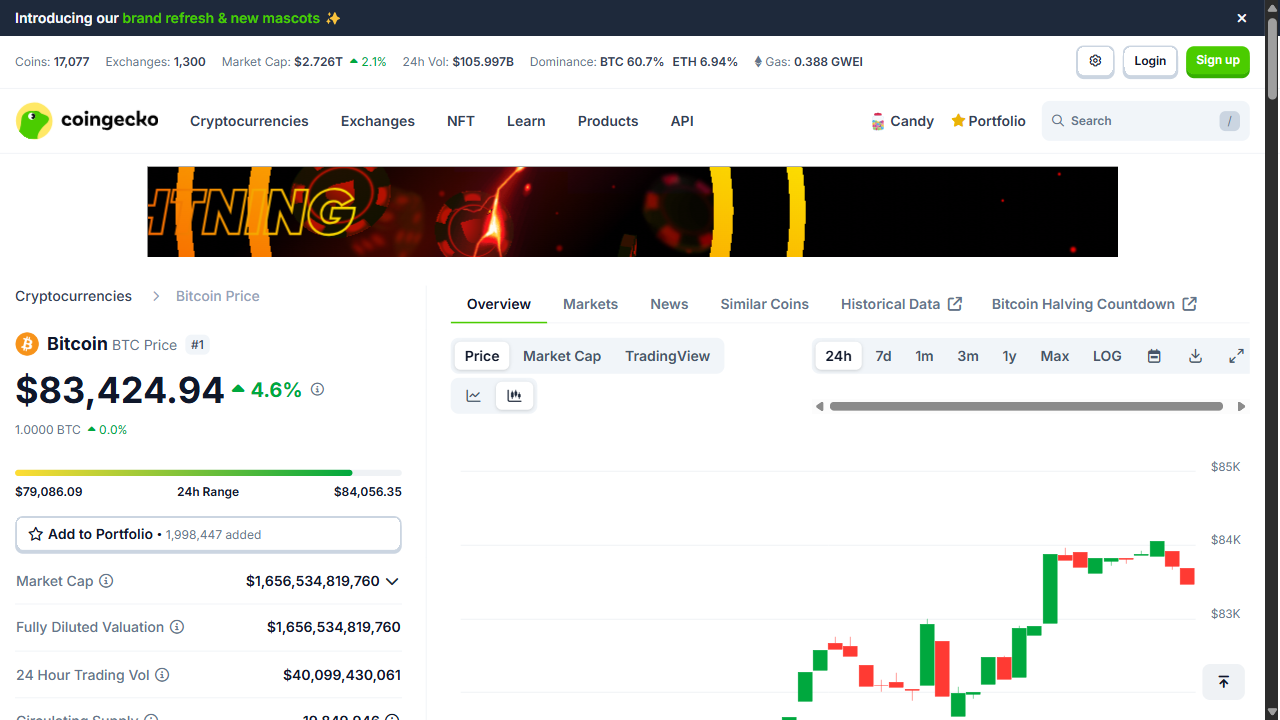 Introducing our brand refresh & new mascots ✨
Coins: 17,077 Exchanges: 1,300 Market Cap: $2.726T 2.1% 24h Vol: $105.997B Dominance: BTC 60.7% ETH 6.94% Gas: 0.388 GWEI
Login
Sign up
coingecko
Cryptocurrencies Exchanges NFT Learn Products API
Candy Portfolio
Search /
HTNING
Cryptocurrencies > Bitcoin Price
Bitcoin BTC Price #1
$83,424.94 4.6%
1.0000 BTC 0.0%
$79,086.09 24h Range $84,056.35
Add to Portfolio • 1,998,447 added
Market Cap $1,656,534,819,760
Fully Diluted Valuation $1,656,534,819,760
24 Hour Trading Vol $40,099,430,061
Circulating Supply 19,849,946
Overview Markets News Similar Coins Historical Data Bitcoin Halving Countdown
Price Market Cap TradingView
24h 7d 1m 3m 1y Max LOG
$85K
$84K
$83K